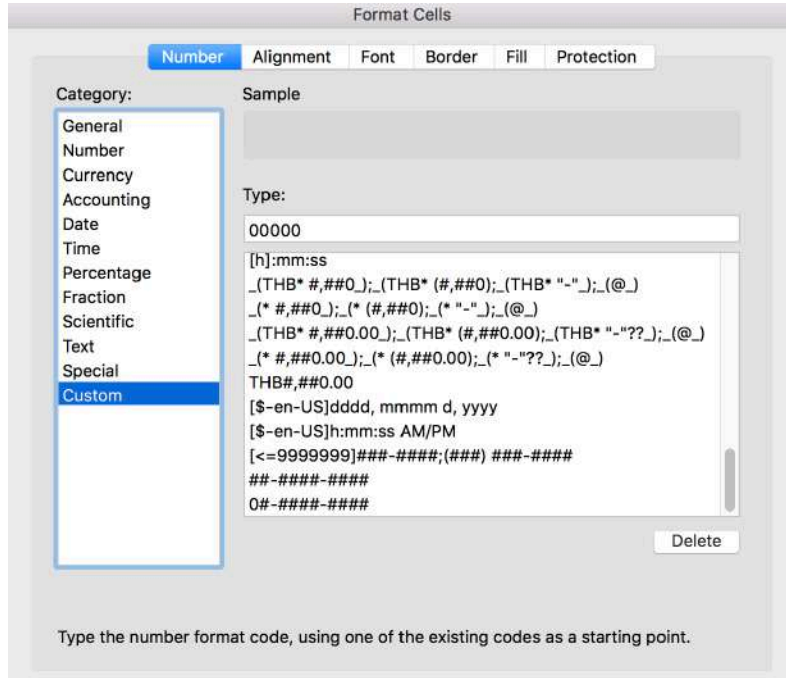 Format Cells
Number Alignment Font Border Fill Protection
Category:
General
Number
Currency
Accounting
Date
Time
Percentage
Fraction
Scientific
Text
Special
Custom
Sample
Type:
00000
[h]:mm:ss
_(THB* #,##0_);_(THB* (#,##0);_(THB* "-"_);_(@_)
_(* #,##0_);_(* (#,##0);_(* "-"_);_(@_)
_(THB* #,##0.00_);_(THB* (#,##0.00);_(THB* "-"??_);_(@_)
_(* #,##0.00_);_(* (#,##0.00);_(* "-"??_);_(@_)
THB#,##0.00
[$-en-US]dddd, mmmm d, yyyy
[$-en-US]h:mm:ss AM/PM
[<=9999999]###-####;(###) ###-####
##-####-####
0#-####-####
Delete
Type the number format code, using one of the existing codes as a starting point.